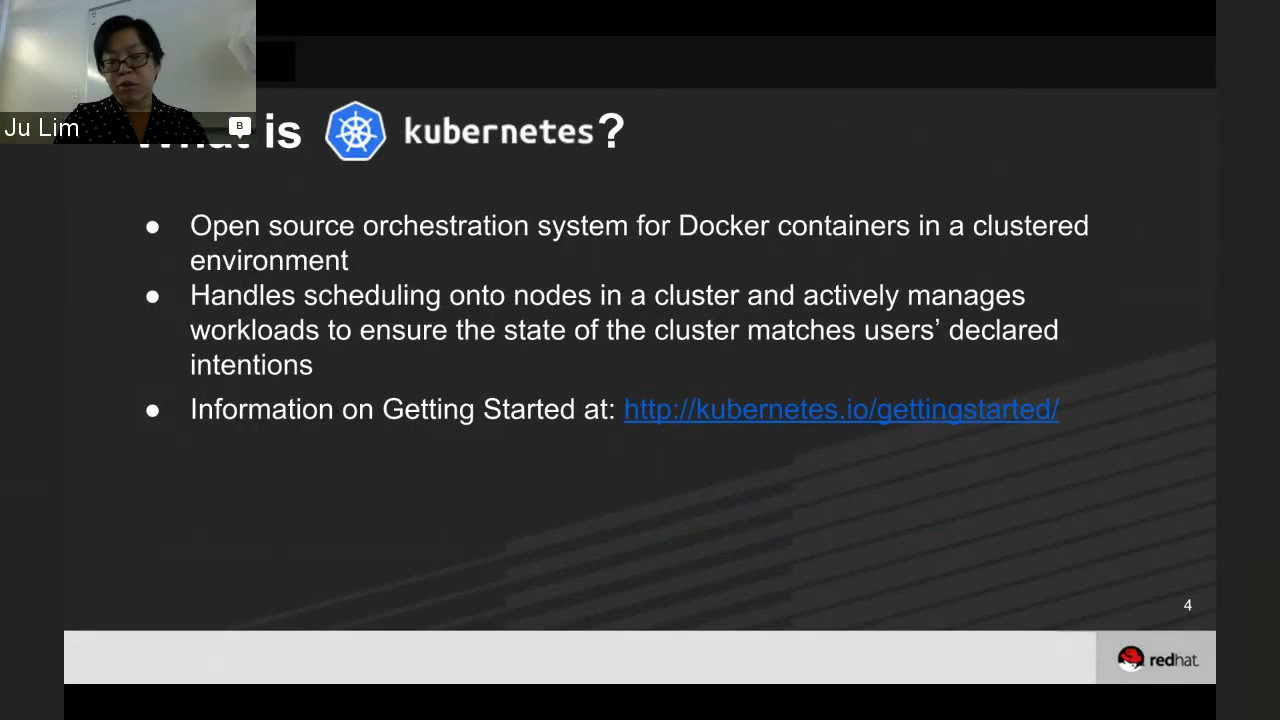 Ju Lim
B
What is kubernetes?
● Open source orchestration system for Docker containers in a clustered
environment
● Handles scheduling onto nodes in a cluster and actively manages
workloads to ensure the state of the cluster matches users’ declared
intentions
● Information on Getting Started at: http://kubernetes.io/gettingstarted/
4
redhat.